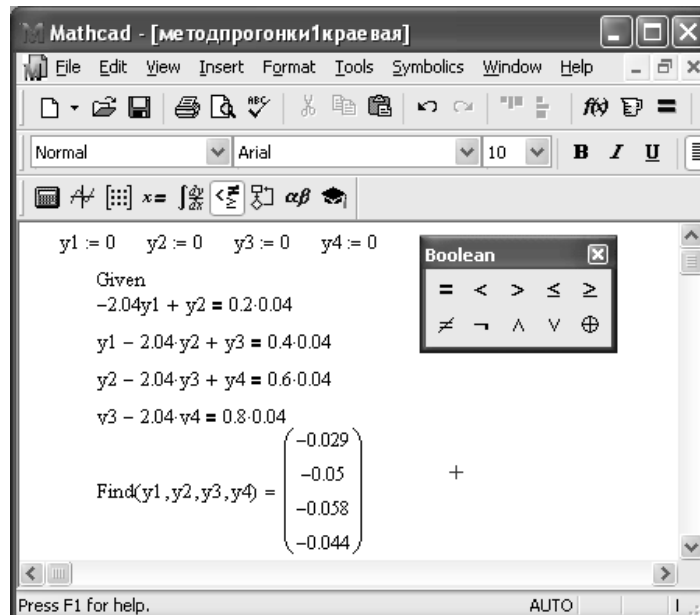 Mathcad - [методпрогонки1краевая]
File Edit View Insert Format Tools Symbolics Window Help
Normal Arial 10 B I U
y1 := 0 y2 := 0 y3 := 0 y4 := 0
Boolean
Given
= < > ≤ ≥
-2.04y1 + y2 = 0.2·0.04
≠ ¬ ∧ ∨ ⊕
y1 − 2.04·y2 + y3 = 0.4·0.04
y2 − 2.04·y3 + y4 = 0.6·0.04
y3 − 2.04·y4 = 0.8·0.04
Find(y1,y2,y3,y4) =
-0.029
-0.05
-0.058
-0.044
Press F1 for help. AUTO